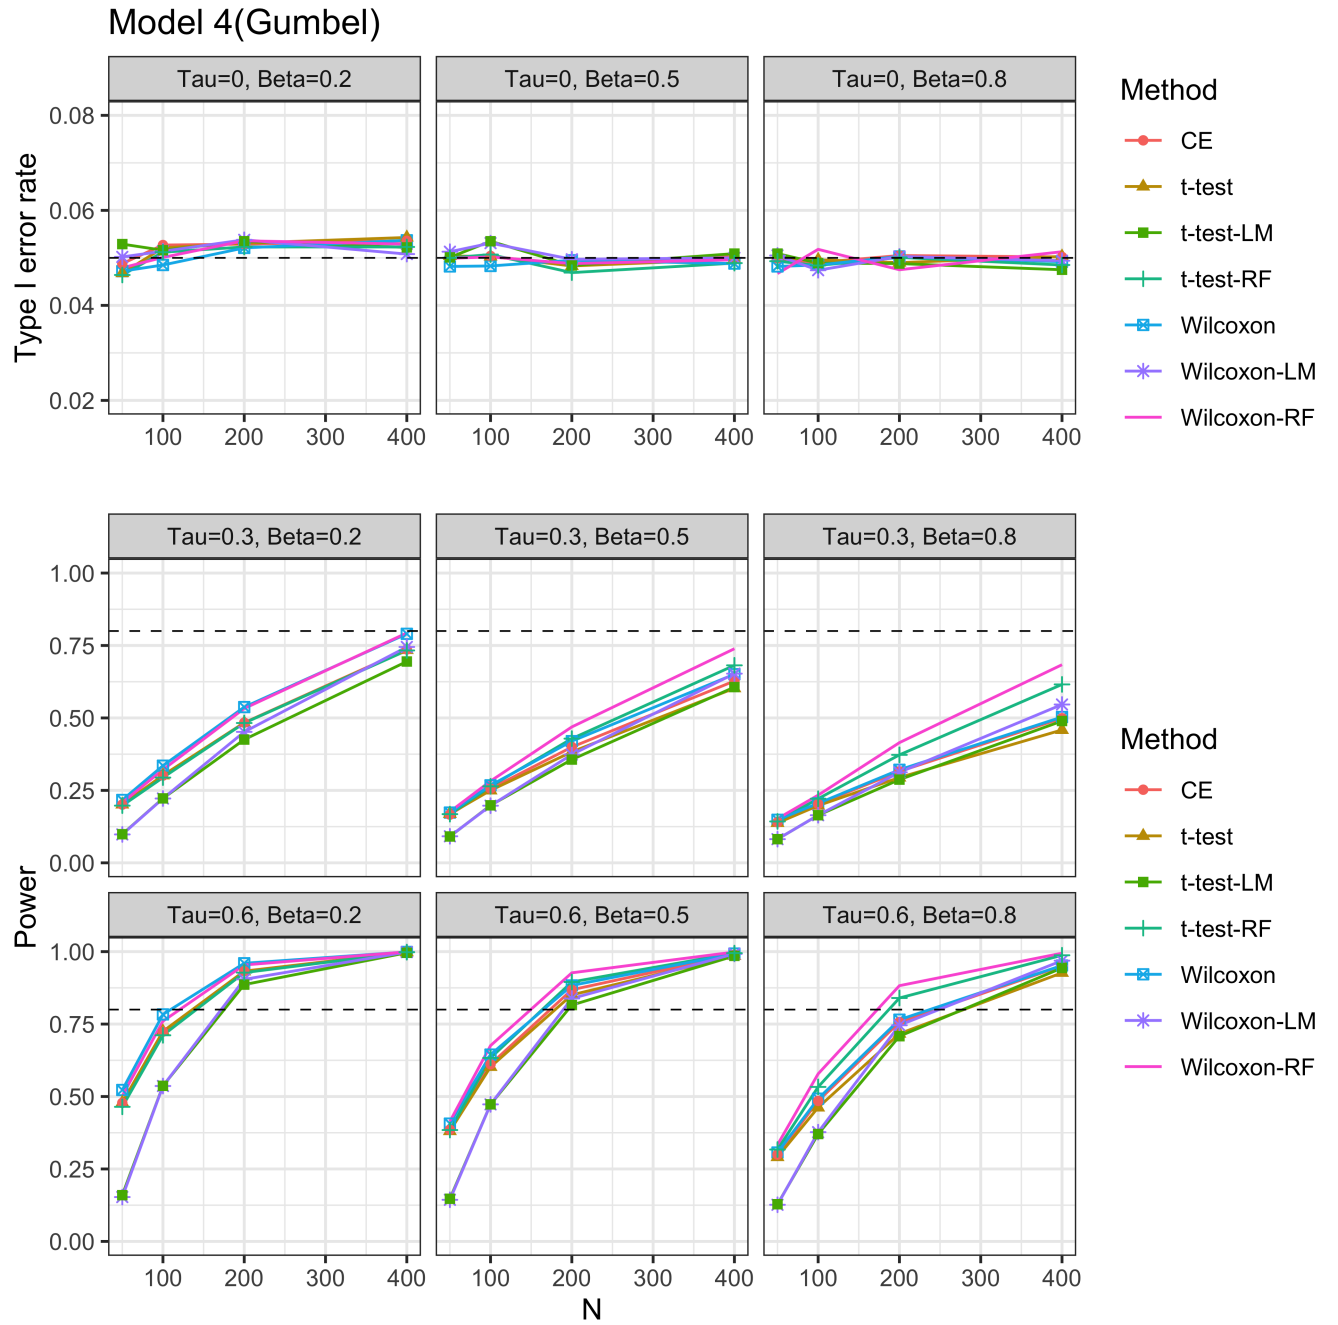 Model 4(Gumbel)
Tau=0, Beta=0.2
Tau=0, Beta=0.5
Tau=0, Beta=0.8
Type I error rate
0.08
0.06
0.04
0.02
100 200 300 400
100 200 300 400
100 200 300 400
Method
CE
t-test
t-test-LM
t-test-RF
Wilcoxon
Wilcoxon-LM
Wilcoxon-RF
Tau=0.3, Beta=0.2
Tau=0.3, Beta=0.5
Tau=0.3, Beta=0.8
1.00
0.75
0.50
0.25
0.00
Power
Tau=0.6, Beta=0.2
Tau=0.6, Beta=0.5
Tau=0.6, Beta=0.8
1.00
0.75
0.50
0.25
0.00
100 200 300 400
100 200 300 400
100 200 300 400
N
Method
CE
t-test
t-test-LM
t-test-RF
Wilcoxon
Wilcoxon-LM
Wilcoxon-RF